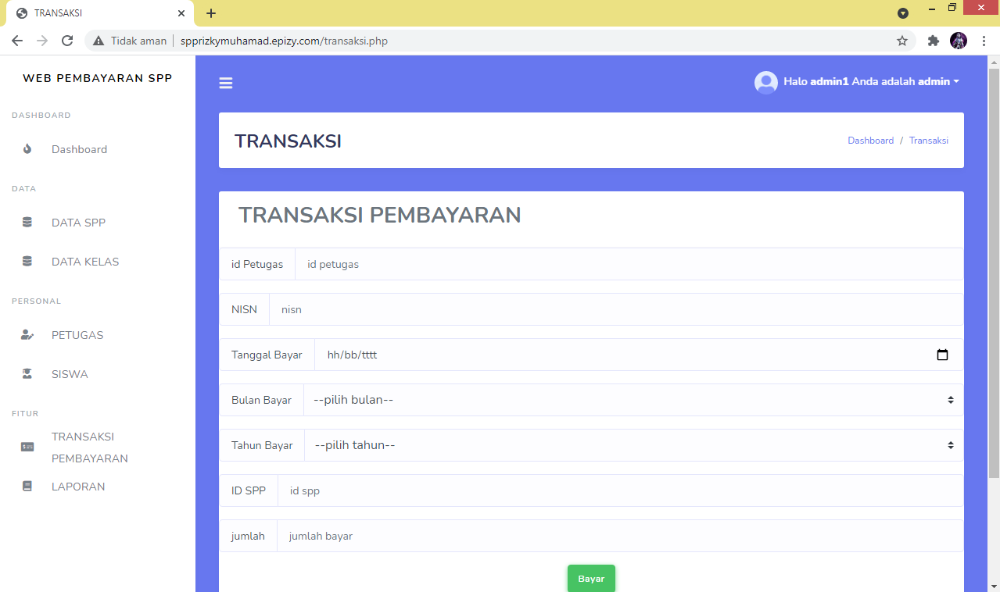 TRANSAKSI
Tidak aman | spprizkymuhamad.epizy.com/transaksi.php
WEB PEMBAYARAN SPP
Halo admin1 Anda adalah admin
DASHBOARD
Dashboard
DATA
DATA SPP
DATA KELAS
PERSONAL
PETUGAS
SISWA
FITUR
TRANSAKSI
PEMBAYARAN
LAPORAN
TRANSAKSI
Dashboard / Transaksi
TRANSAKSI PEMBAYARAN
id Petugas id petugas
NISN nisn
Tanggal Bayar hh/bb/tttt
Bulan Bayar --pilih bulan--
Tahun Bayar --pilih tahun--
ID SPP id spp
jumlah jumlah bayar
Bayar